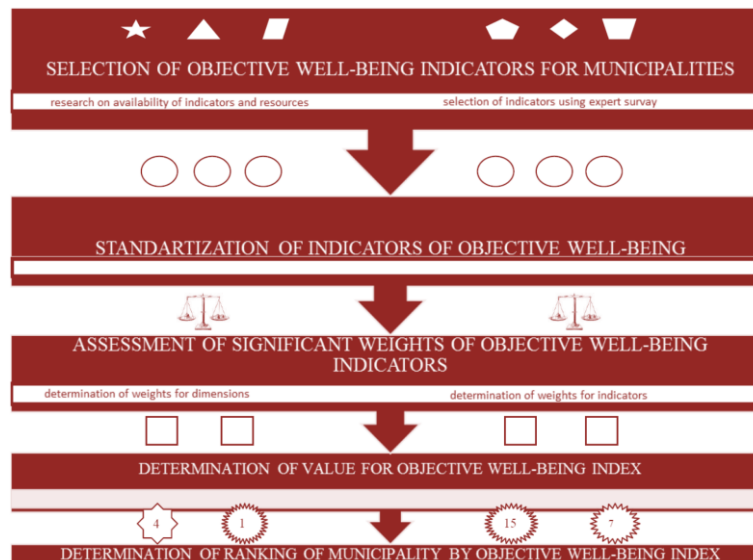 SELECTION OF OBJECTIVE WELL-BEING INDICATORS FOR MUNICIPALITIES
research on availability of indicators and resources
selection of indicators using expert survey
STANDARTIZATION OF INDICATORS OF OBJECTIVE WELL-BEING
ASSESSMENT OF SIGNIFICANT WEIGHTS OF OBJECTIVE WELL-BEING
INDICATORS
determination of weights for dimensions
determination of weights for indicators
DETERMINATION OF VALUE FOR OBJECTIVE WELL-BEING INDEX
4
1
15
7
DETERMINATION OF RANKING OF MUNICIPALITY BY OBJECTIVE WELL-BEING INDEX